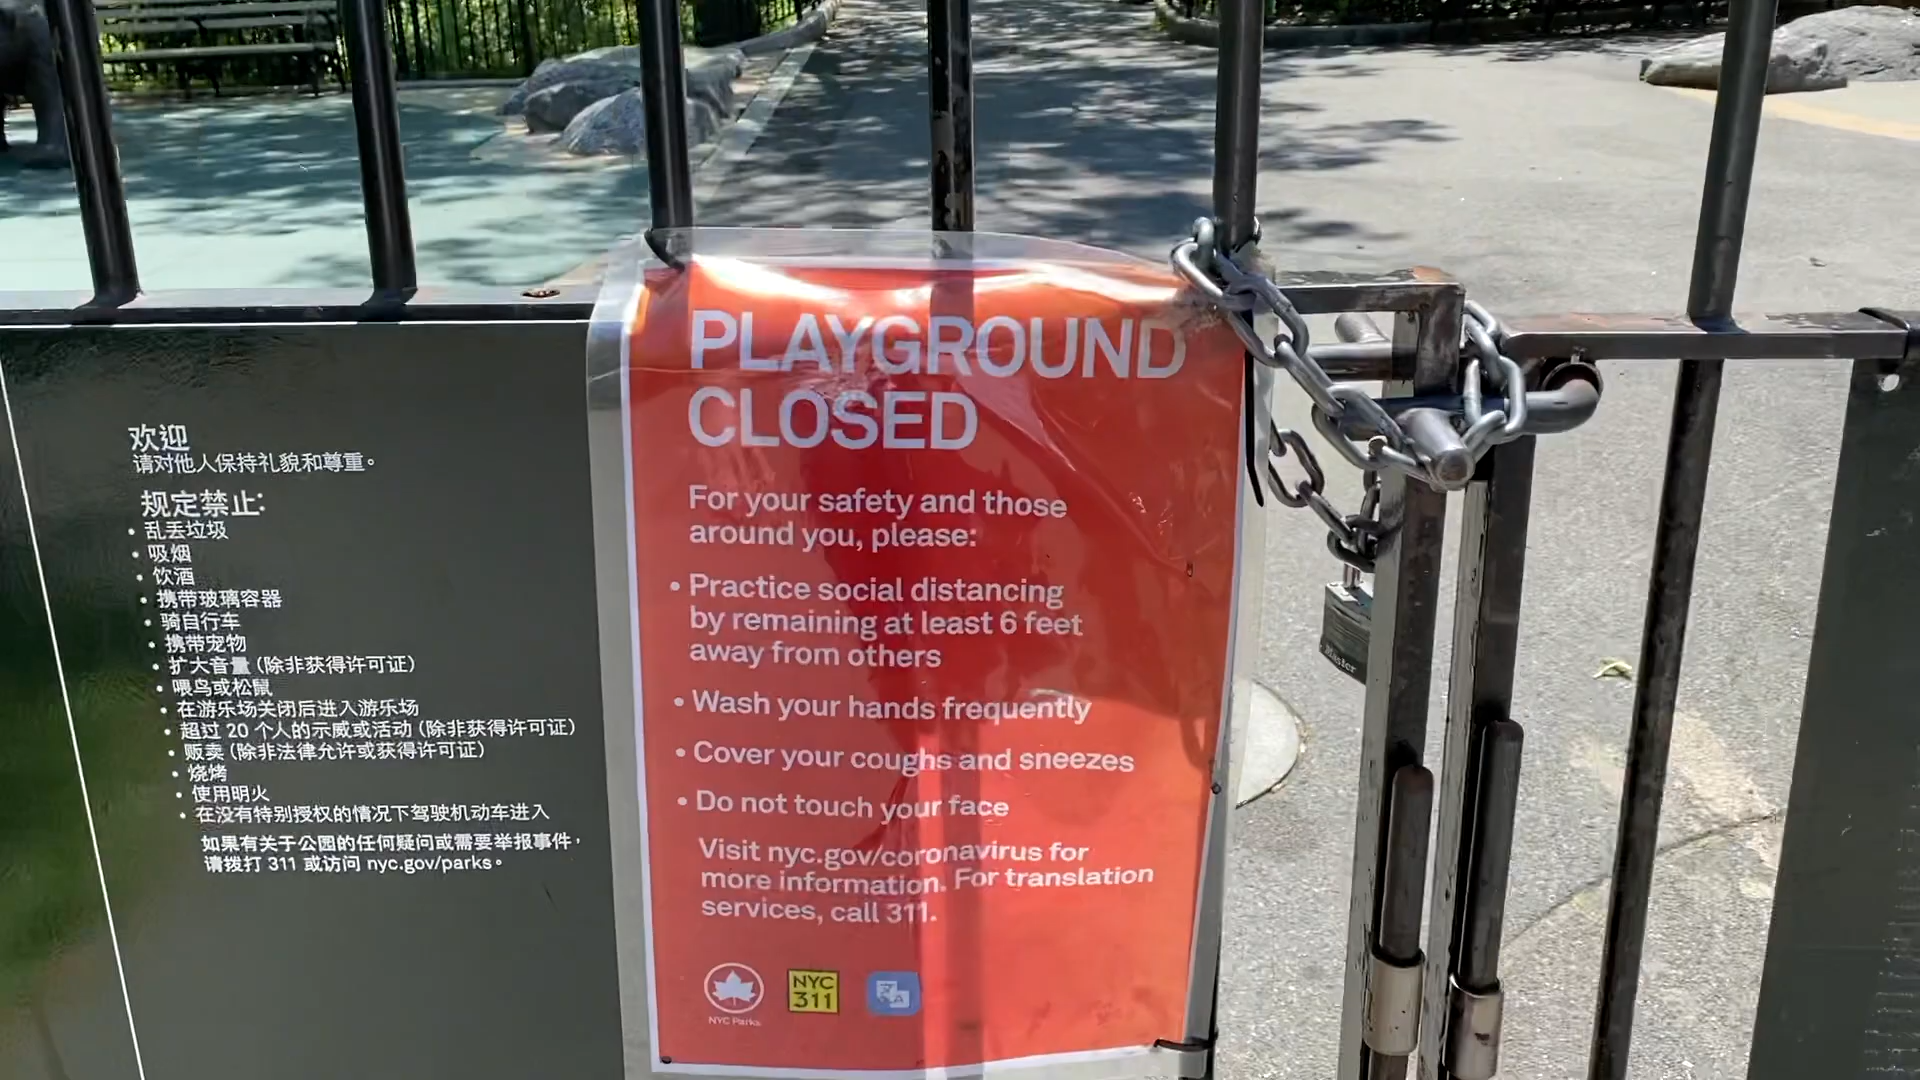 欢迎
请对他人保持礼貌和尊重。
规定禁止:
• 乱丢垃圾
• 吸烟
• 饮酒
• 携带玻璃容器
• 骑自行车
• 携带宠物
• 扩大音量 (除非获得许可证)
• 喂鸟或松鼠
• 在游乐场关闭后进入游乐场
• 超过 20 个人的示威或活动 (除非获得许可证)
• 贩卖 (除非法律允许或获得许可证)
• 烧烤
• 使用明火
• 在没有特别授权的情况下驾驶机动车进入
如果有关于公园的任何疑问或需要举报事件，
请拨打 311 或访问 nyc.gov/parks。
PLAYGROUND
CLOSED
For your safety and those
around you, please:
• Practice social distancing
by remaining at least 6 feet
away from others
• Wash your hands frequently
• Cover your coughs and sneezes
• Do not touch your face
Visit nyc.gov/coronavirus for
more information. For translation
services, call 311.
NYC Parks
NYC
311
Master